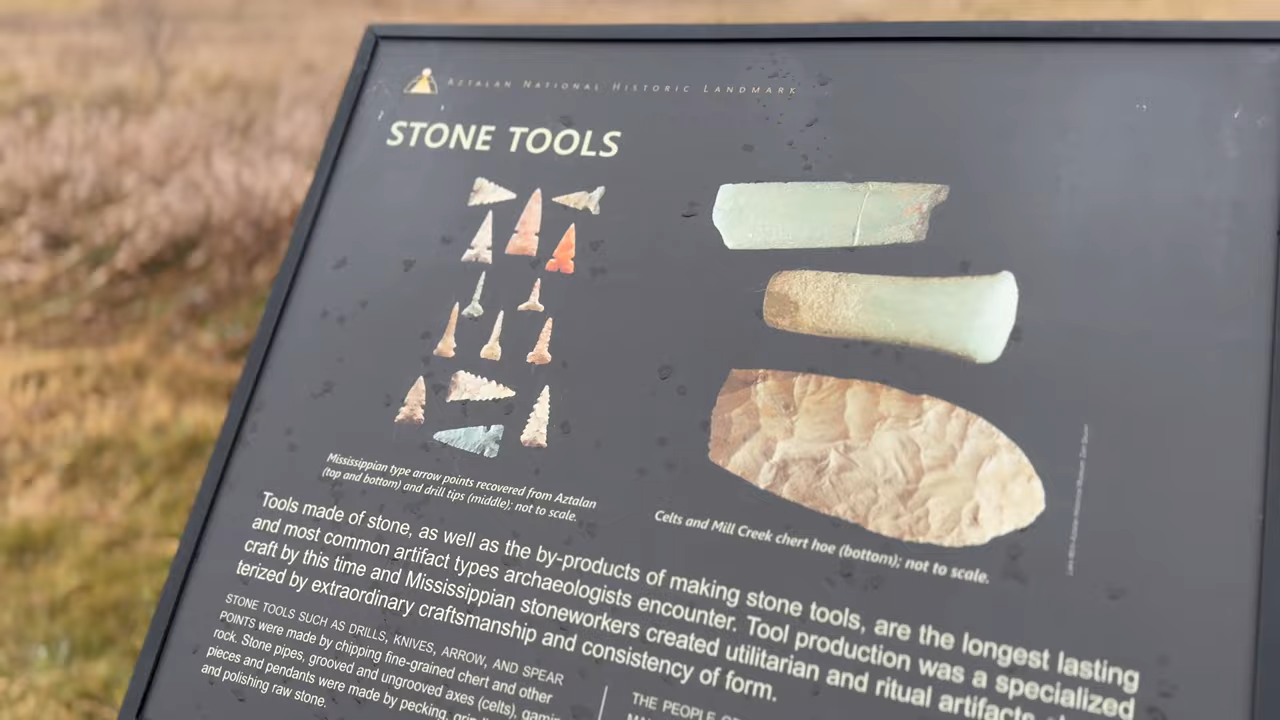 AZTALAN NATIONAL HISTORIC LANDMARK
STONE TOOLS
Mississippian type arrow points recovered from Aztalan
(top and bottom) and drill tips (middle); not to scale.
Celts and Mill Creek chert hoe (bottom); not to scale.
Tools made of stone, as well as the by-products of making stone tools, are the longest lasting
and most common artifact types archaeologists encounter. Tool production was a specialized
craft by this time and Mississippian stoneworkers created utilitarian and ritual artifacts
terized by extraordinary craftsmanship and consistency of form.
STONE TOOLS SUCH AS DRILLS, KNIVES, ARROW, AND SPEAR
POINTS were made by chipping fine-grained chert and other
rock. Stone pipes, grooved and ungrooved axes (celts), gaming
pieces and pendants were made by pecking,
and polishing raw stone.
THE PEOPLE